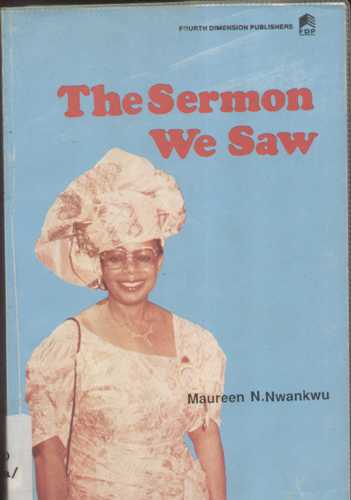 FOURTH DIMENSION PUBLISHERS
FDP
The Sermon
We Saw
Maureen N.Nwankwu